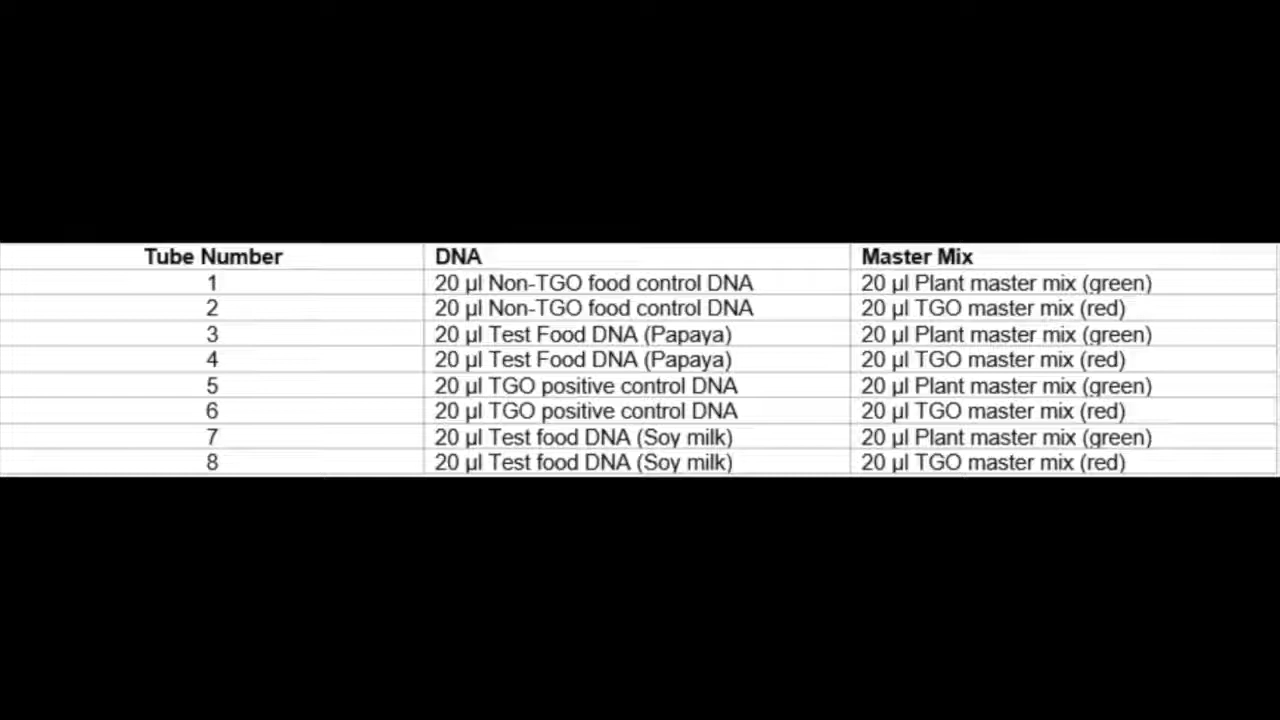 Tube Number DNA Master Mix
1 20 µl Non-TGO food control DNA 20 µl Plant master mix (green)
2 20 µl Non-TGO food control DNA 20 µl TGO master mix (red)
3 20 µl Test Food DNA (Papaya) 20 µl Plant master mix (green)
4 20 µl Test Food DNA (Papaya) 20 µl TGO master mix (red)
5 20 µl TGO positive control DNA 20 µl Plant master mix (green)
6 20 µl TGO positive control DNA 20 µl TGO master mix (red)
7 20 µl Test food DNA (Soy milk) 20 µl Plant master mix (green)
8 20 µl Test food DNA (Soy milk) 20 µl TGO master mix (red)